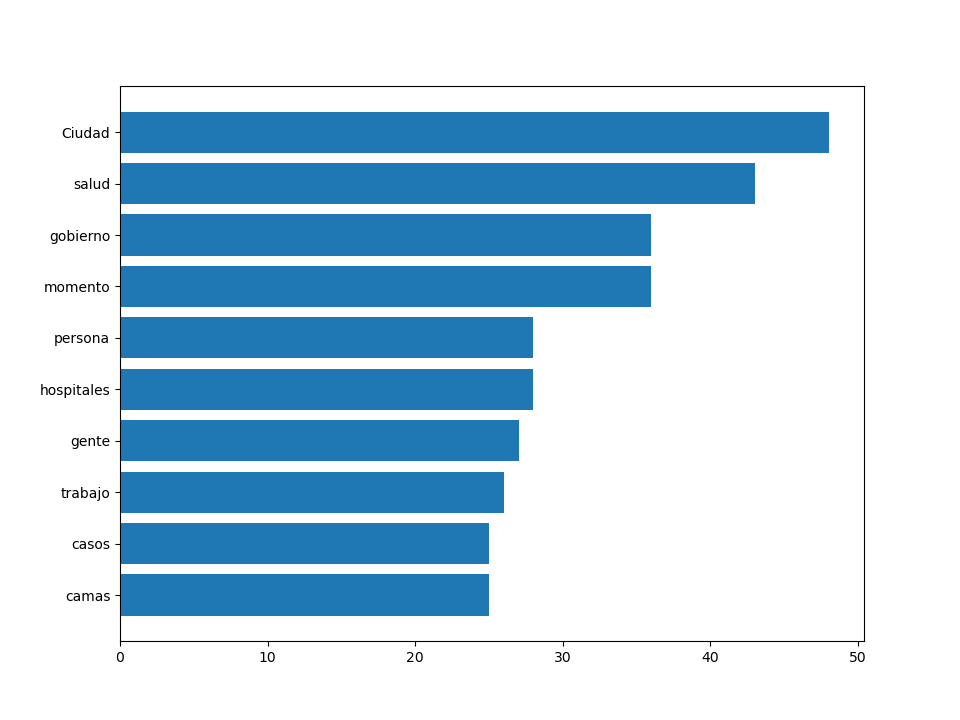 Ciudad
salud
gobierno
momento
persona
hospitales
gente
trabajo
casos
camas
0 10 20 30 40 50